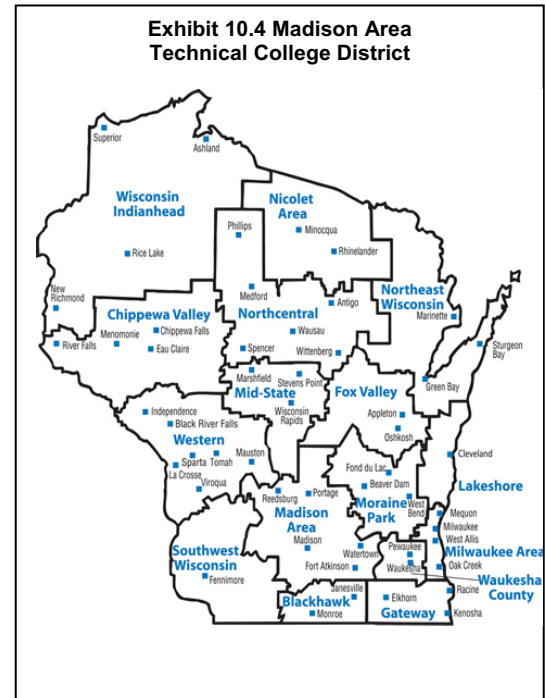 Exhibit 10.4 Madison Area
Technical College District
Superior
Ashland
Wisconsin
Indianhead
Nicolet
Area
Phillips
Minocqua
Rhinelander
Rice Lake
New
Richmond
Medford
Antigo
Northeast
Wisconsin
Marinette
Chippewa Valley
Northcentral
Chippewa Falls
Menomonie
Wausau
River Falls
Eau Claire
Spencer
Wittenberg
Sturgeon
Bay
Marshfield
Stevens Point
Mid-State
Fox Valley
Green Bay
Wisconsin
Rapids
Appleton
Oshkosh
Independence
Black River Falls
Western
Sparta
Tomah
Mauston
La Crosse
Viroqua
Cleveland
Fond du Lac
Lakeshore
Reedsburg
Portage
Beaver Dam
Madison
Area
Moraine
Park
West
Bend
Mequon
Milwaukee
West Allis
Madison
Watertown
Pewaukee
Milwaukee Area
Southwest
Wisconsin
Fort Atkinson
Waukesha
Oak Creek
Fennimore
Waukesha
County
Janesville
Racine
Blackhawk
Elkhorn
Monroe
Gateway
Kenosha